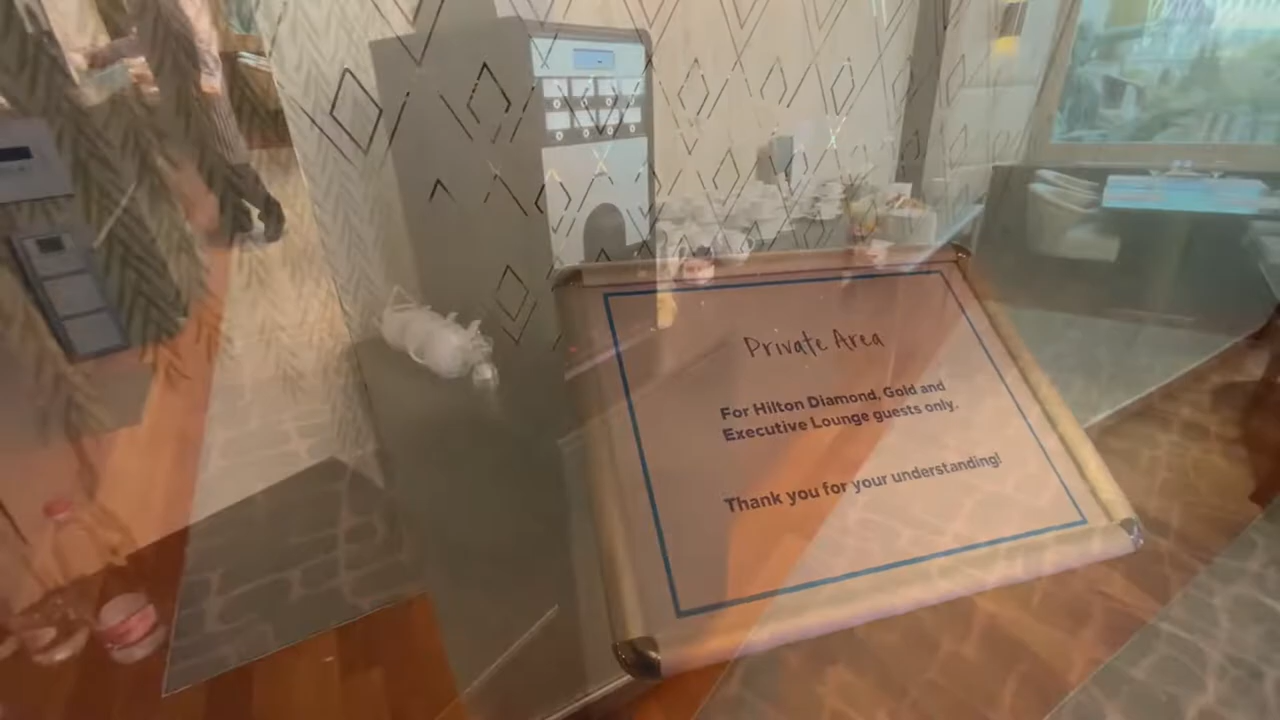 Private Area
For Hilton Diamond, Gold and
Executive Lounge guests only.
Thank you for your understanding!